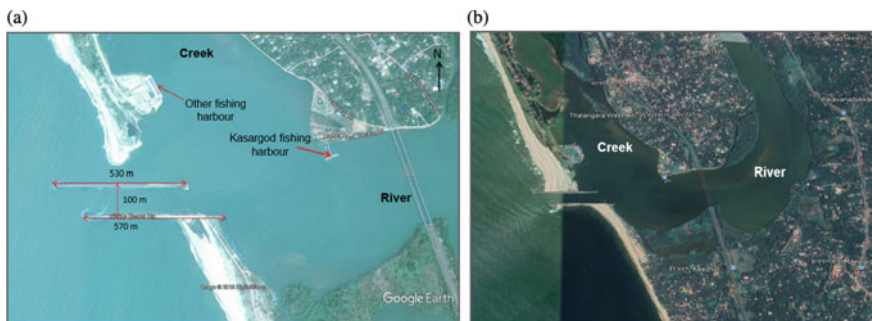 (a)
Creek
N
Other fishing
harbour
Kasargod fishing
harbour
530 m
100 m
570 m
River
Google Earth
(b)
Creek
River